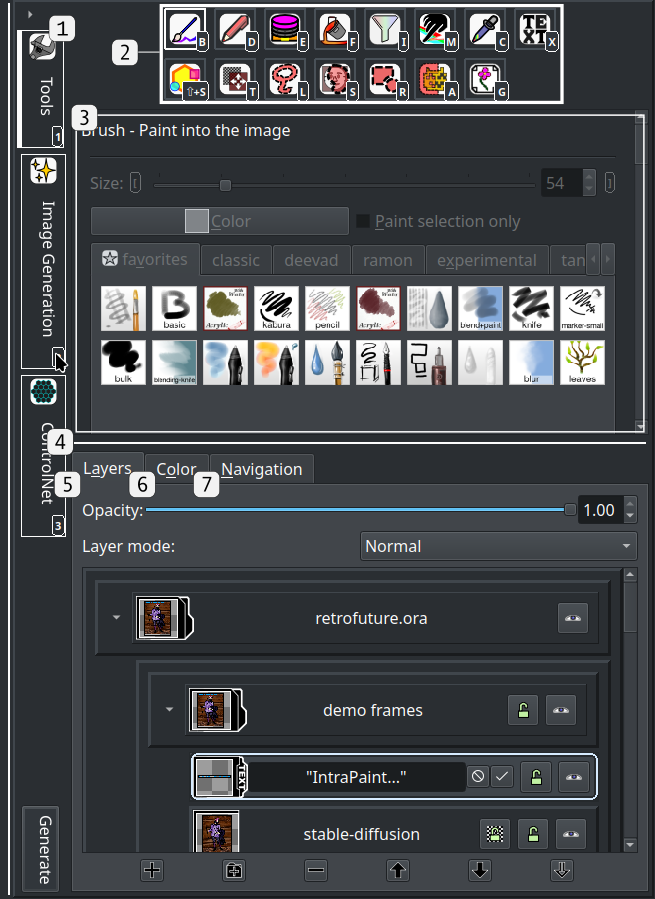 1
2
B
D
E
F
I
M
C
TEXT
X
⇧+S
T
L
S
R
A
G
Tools
1
3
Brush - Paint into the image
Size: [ 54 ]
Color
Paint selection only
favorites classic deevad ramon experimental tan
basic
Acrylic
kabura
pencil
Acrylic
bend+paint
knife
marker-small
bulk
blending-knife
blur
leaves
Image Generation
ControlNet
3
4
5
6
7
Layers Color Navigation
Opacity: 1.00
Layer mode: Normal
retrofuture.ora
demo frames
TEXT
"IntraPaint..."
stable-diffusion
Generate